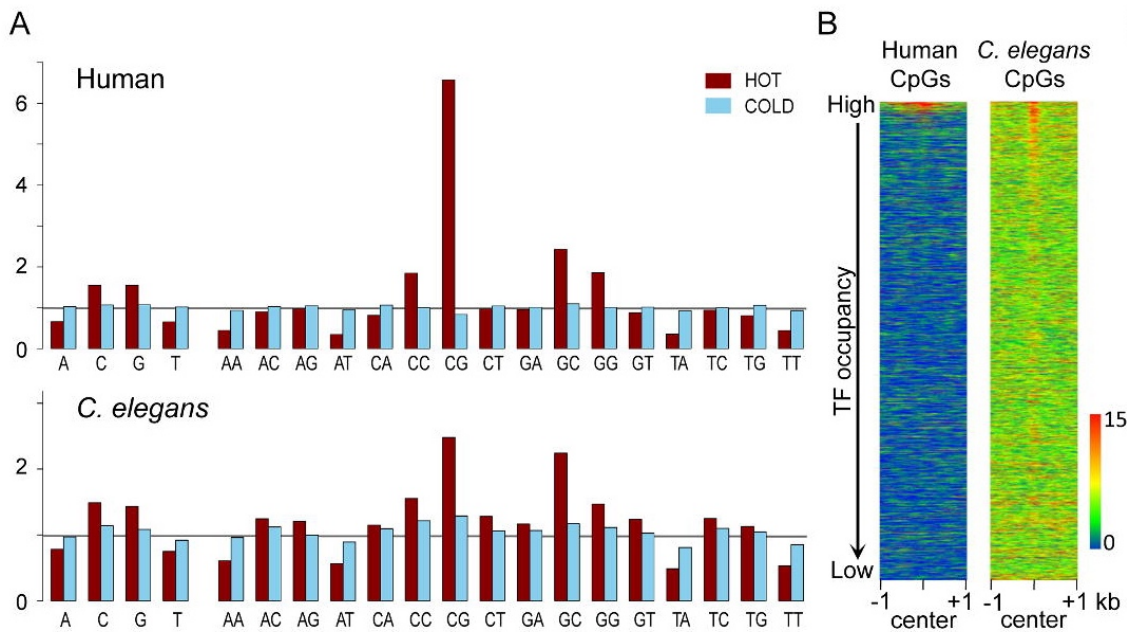 A
Human
HOT
COLD
6
4
2
0
A C G T AA AC AG AT CA CC CG CT GA GC GG GT TA TC TG TT
C. elegans
2
0
A C G T AA AC AG AT CA CC CG CT GA GC GG GT TA TC TG TT
B
Human C. elegans
CpGs CpGs
High
TF occupancy
Low
15
0
-1 +1 -1 +1 kb
center center